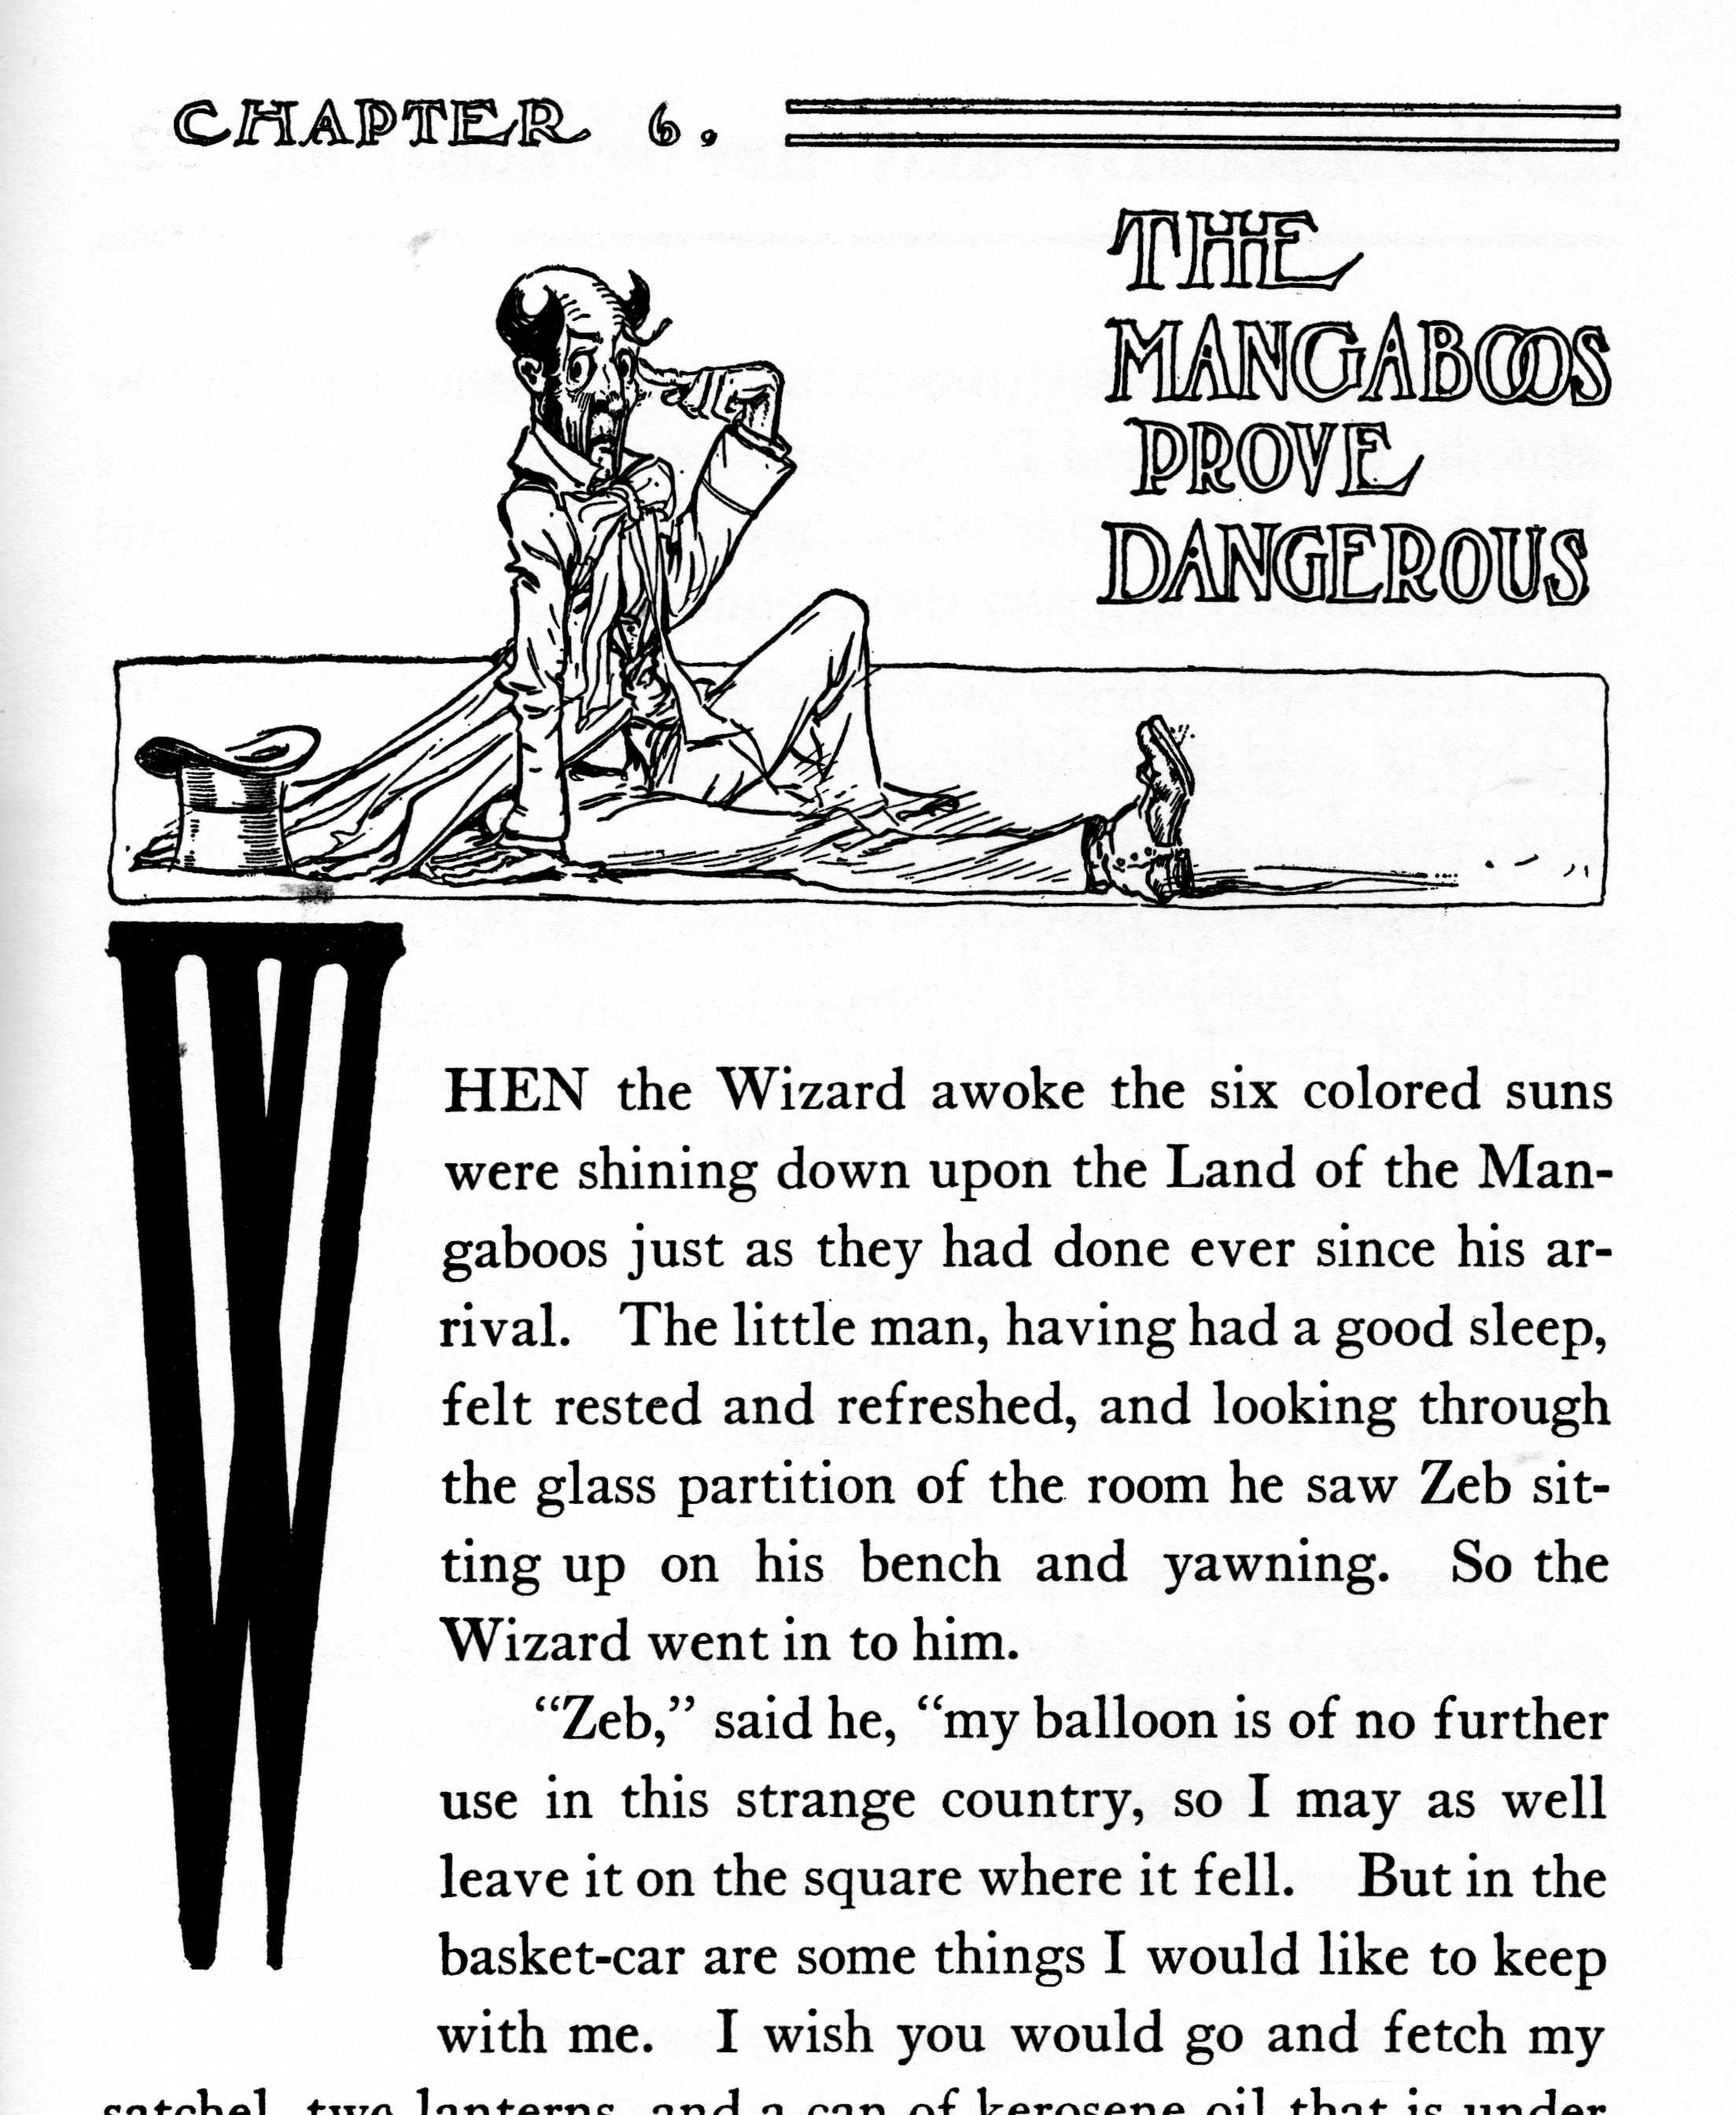 CHAPTER 6.
THE
MANGABOOS
PROVE
DANGEROUS
WHEN the Wizard awoke the six colored suns
were shining down upon the Land of the Man-
gaboos just as they had done ever since his ar-
rival. The little man, having had a good sleep,
felt rested and refreshed, and looking through
the glass partition of the room he saw Zeb sit-
ting up on his bench and yawning. So the
Wizard went in to him.
“Zeb,” said he, “my balloon is of no further
use in this strange country, so I may as well
leave it on the square where it fell. But in the
basket-car are some things I would like to keep
with me. I wish you would go and fetch my
satchel, two lanterns, and a can of kerosene oil that is under